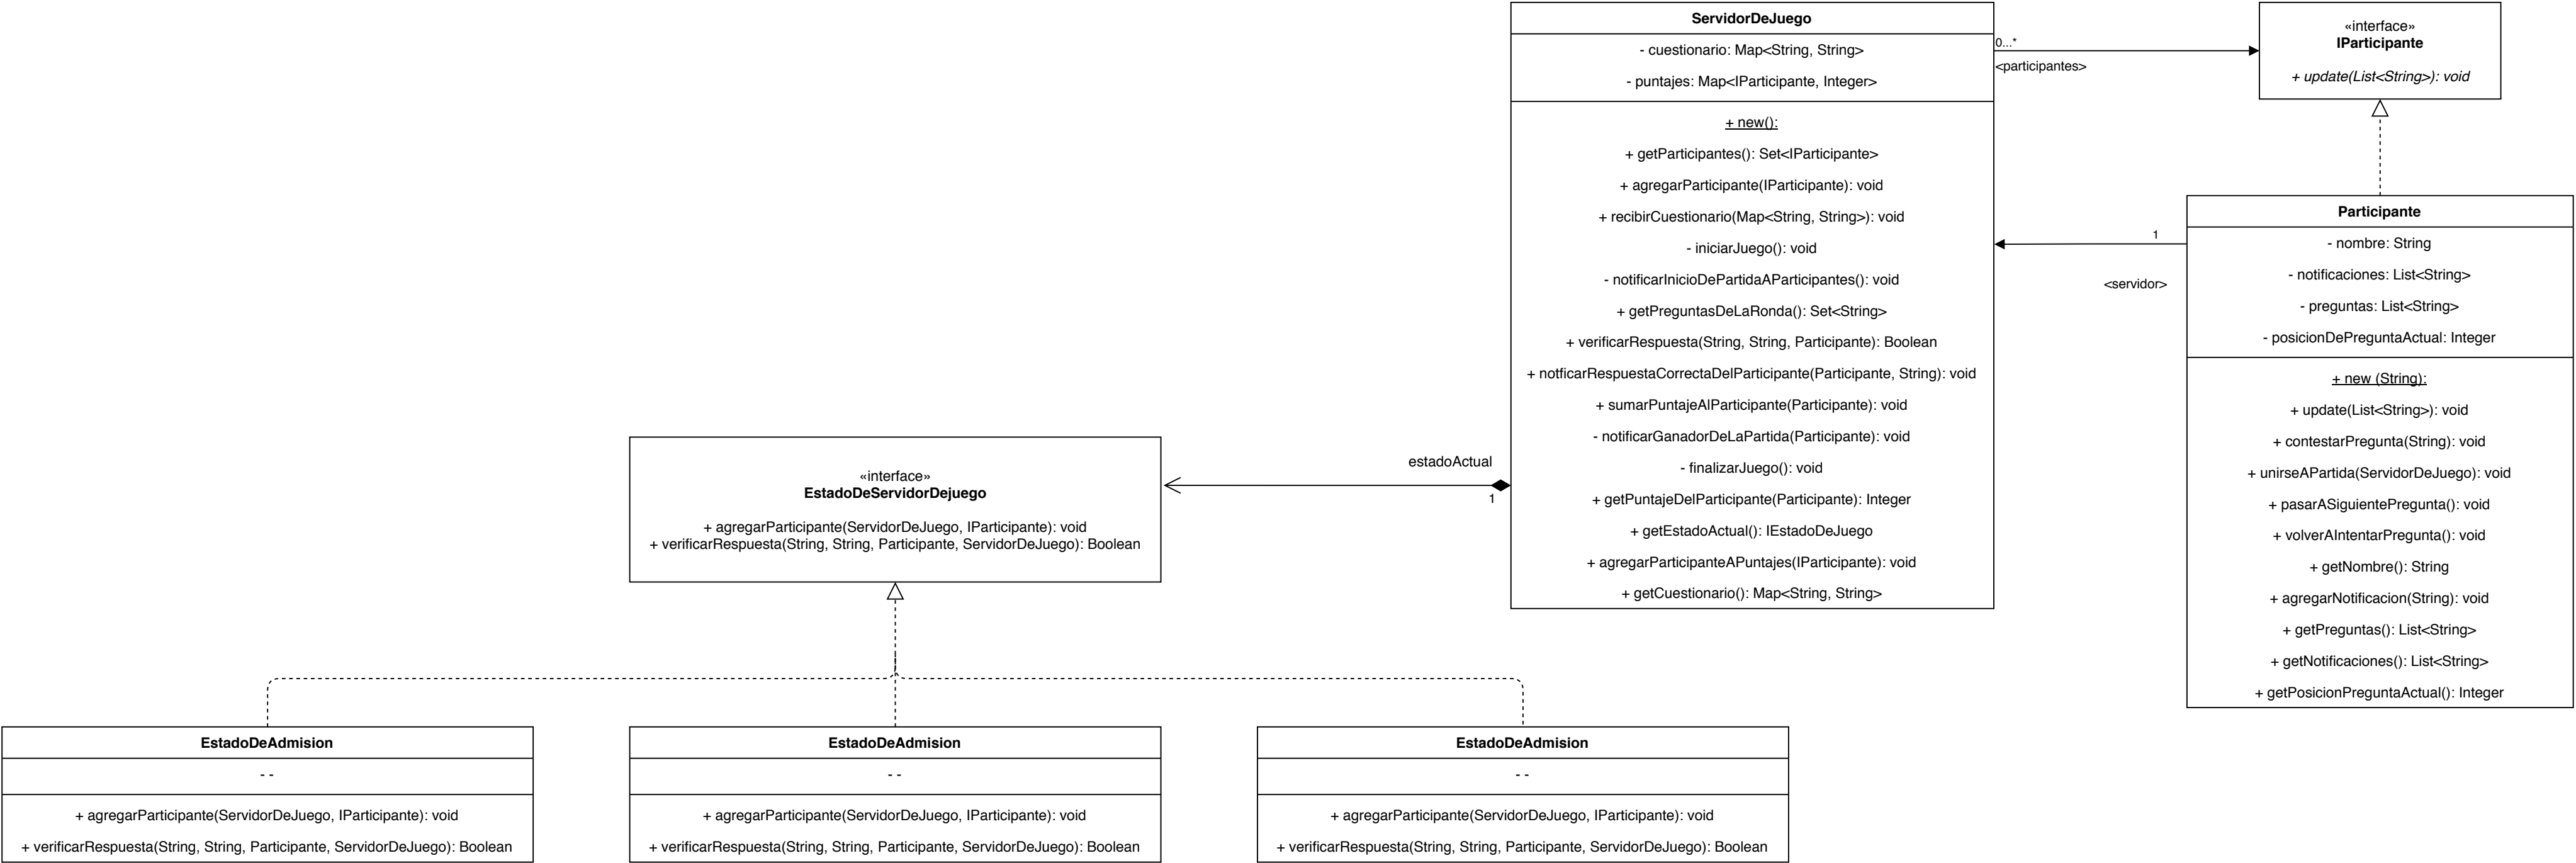 ServidorDeJuego
- cuestionario: Map<String, String>
- puntajes: Map<IParticipante, Integer>
+ new():
+ getParticipantes(): Set<IParticipante>
+ agregarParticipante(IParticipante): void
+ recibirCuestionario(Map<String, String>): void
- iniciarJuego(): void
- notificarInicioDePartidaAParticipantes(): void
+ getPreguntasDeLaRonda(): Set<String>
+ verificarRespuesta(String, String, Participante): Boolean
+ notficarRespuestaCorrectaDelParticipante(Participante, String): void
+ sumarPuntajeAlParticipante(Participante): void
- notificarGanadorDeLaPartida(Participante): void
- finalizarJuego(): void
+ getPuntajeDelParticipante(Participante): Integer
+ getEstadoActual(): IEstadoDeJuego
+ agregarParticipanteAPuntajes(IParticipante): void
+ getCuestionario(): Map<String, String>
0...*
<participantes>
«interface»
IParticipante
+ update(List<String>): void
1
<servidor>
Participante
- nombre: String
- notificaciones: List<String>
- preguntas: List<String>
- posicionDePreguntaActual: Integer
+ new (String):
+ update(List<String>): void
+ contestarPregunta(String): void
+ unirseAPartida(ServidorDeJuego): void
+ pasarASiguientePregunta(): void
+ volverAIntentarPregunta(): void
+ getNombre(): String
+ agregarNotificacion(String): void
+ getPreguntas(): List<String>
+ getNotificaciones(): List<String>
+ getPosicionPreguntaActual(): Integer
estadoActual
1
«interface»
EstadoDeServidorDejuego
+ agregarParticipante(ServidorDeJuego, IParticipante): void
+ verificarRespuesta(String, String, Participante, ServidorDeJuego): Boolean
EstadoDeAdmision
- -
+ agregarParticipante(ServidorDeJuego, IParticipante): void
+ verificarRespuesta(String, String, Participante, ServidorDeJuego): Boolean
EstadoDeAdmision
- -
+ agregarParticipante(ServidorDeJuego, IParticipante): void
+ verificarRespuesta(String, String, Participante, ServidorDeJuego): Boolean
EstadoDeAdmision
- -
+ agregarParticipante(ServidorDeJuego, IParticipante): void
+ verificarRespuesta(String, String, Participante, ServidorDeJuego): Boolean